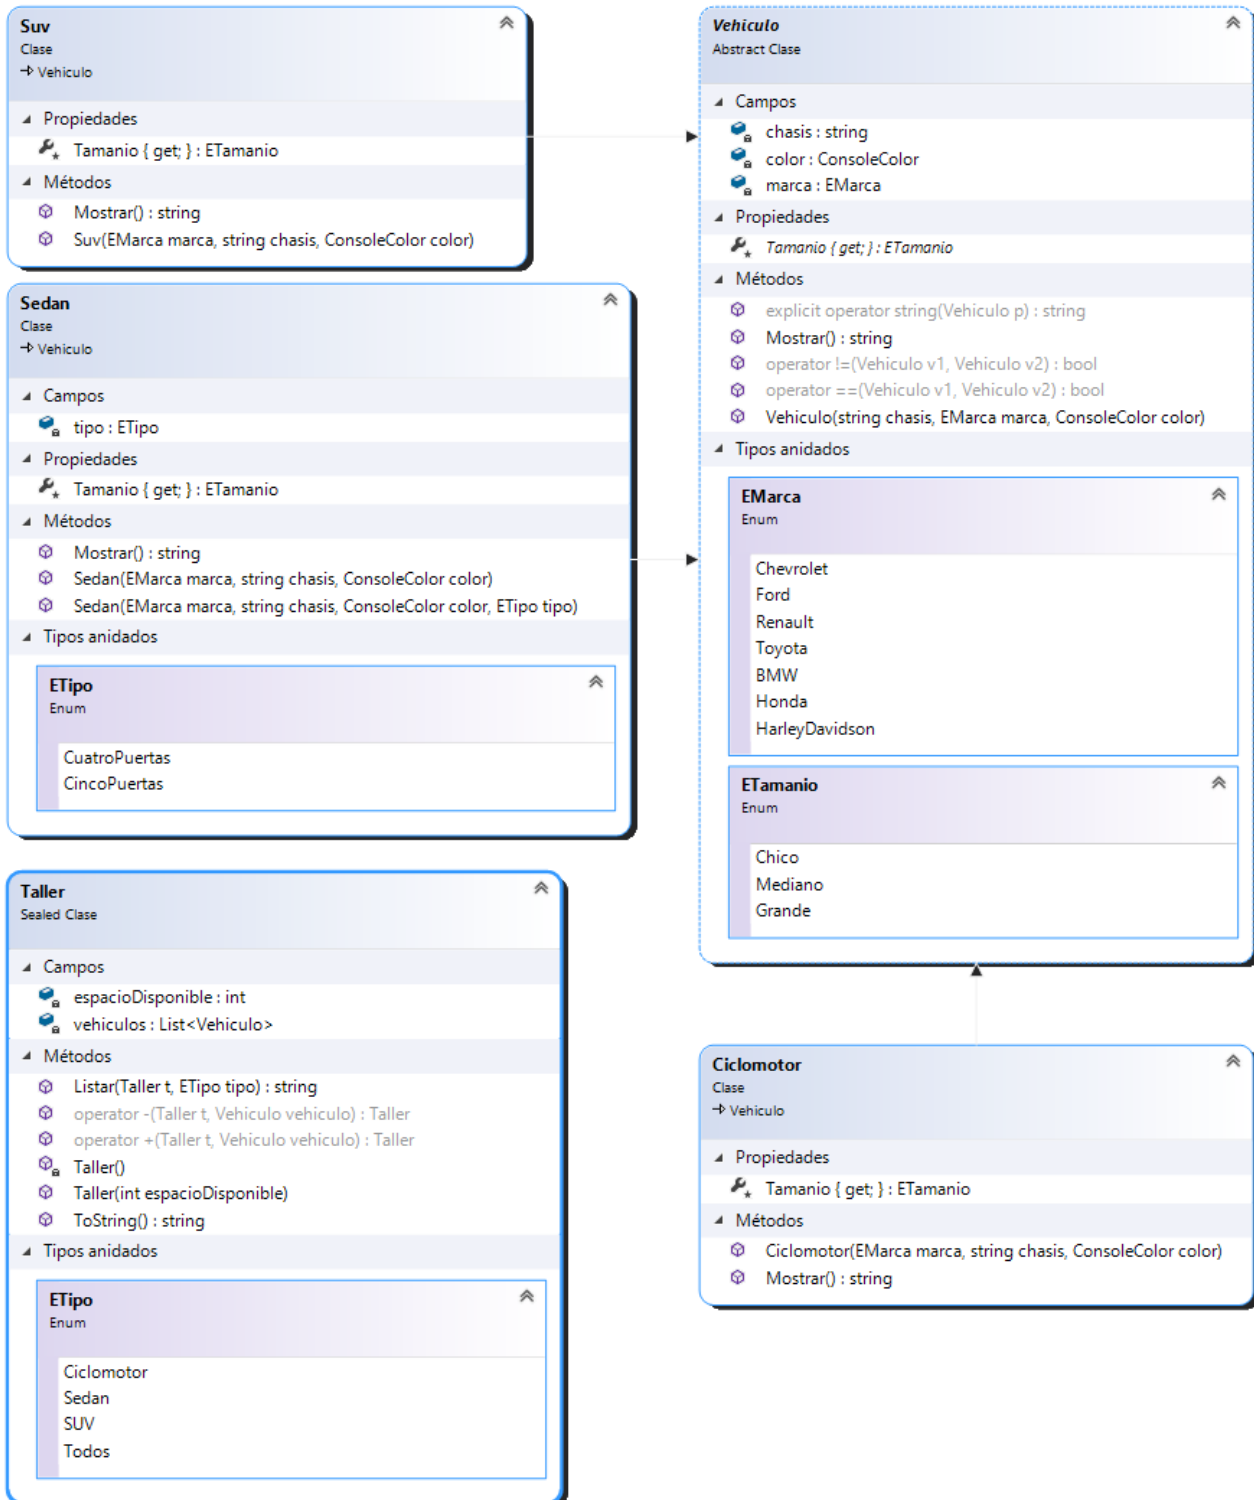 Suv
Clase
Vehiculo
Propiedades
Tamanio { get; } : ETamanio
Métodos
Mostrar() : string
Suv(EMarca marca, string chasis, ConsoleColor color)
Sedan
Clase
Vehiculo
Campos
tipo : ETipo
Propiedades
Tamanio { get; } : ETamanio
Métodos
Mostrar() : string
Sedan(EMarca marca, string chasis, ConsoleColor color)
Sedan(EMarca marca, string chasis, ConsoleColor color, ETipo tipo)
Tipos anidados
ETipo
Enum
CuatroPuertas
CincoPuertas
Taller
Sealed Clase
Campos
espacioDisponible : int
vehiculos : List<Vehiculo>
Métodos
Listar(Taller t, ETipo tipo) : string
operator -(Taller t, Vehiculo vehiculo) : Taller
operator +(Taller t, Vehiculo vehiculo) : Taller
Taller()
Taller(int espacioDisponible)
ToString() : string
Tipos anidados
ETipo
Enum
Ciclomotor
Sedan
SUV
Todos
Vehiculo
Abstract Clase
Campos
chasis : string
color : ConsoleColor
marca : EMarca
Propiedades
Tamanio { get; } : ETamanio
Métodos
explicit operator string(Vehiculo p) : string
Mostrar() : string
operator !=(Vehiculo v1, Vehiculo v2) : bool
operator ==(Vehiculo v1, Vehiculo v2) : bool
Vehiculo(string chasis, EMarca marca, ConsoleColor color)
Tipos anidados
EMarca
Enum
Chevrolet
Ford
Renault
Toyota
BMW
Honda
HarleyDavidson
ETamanio
Enum
Chico
Mediano
Grande
Ciclomotor
Clase
Vehiculo
Propiedades
Tamanio { get; } : ETamanio
Métodos
Ciclomotor(EMarca marca, string chasis, ConsoleColor color)
Mostrar() : string